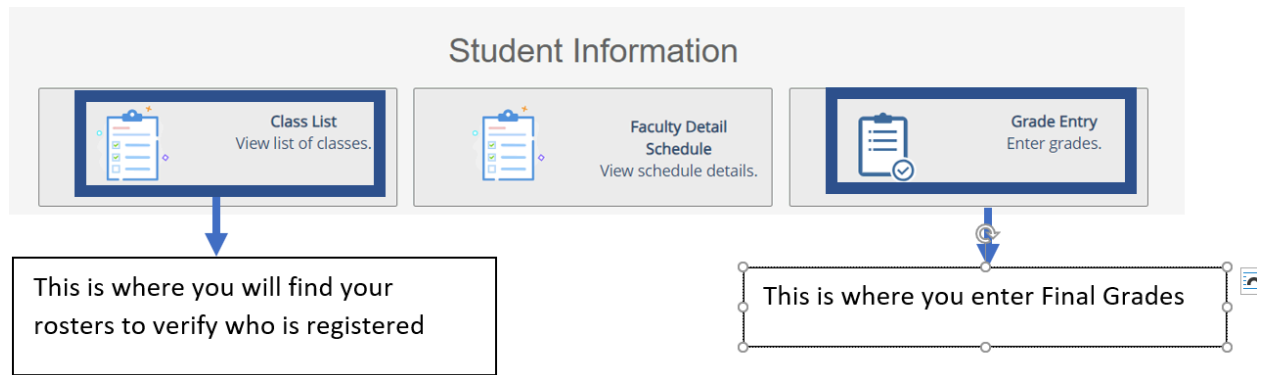 Student Information
Class List
View list of classes.
Faculty Detail
Schedule
View schedule details.
Grade Entry
Enter grades.
This is where you will find your
rosters to verify who is registered
This is where you enter Final Grades